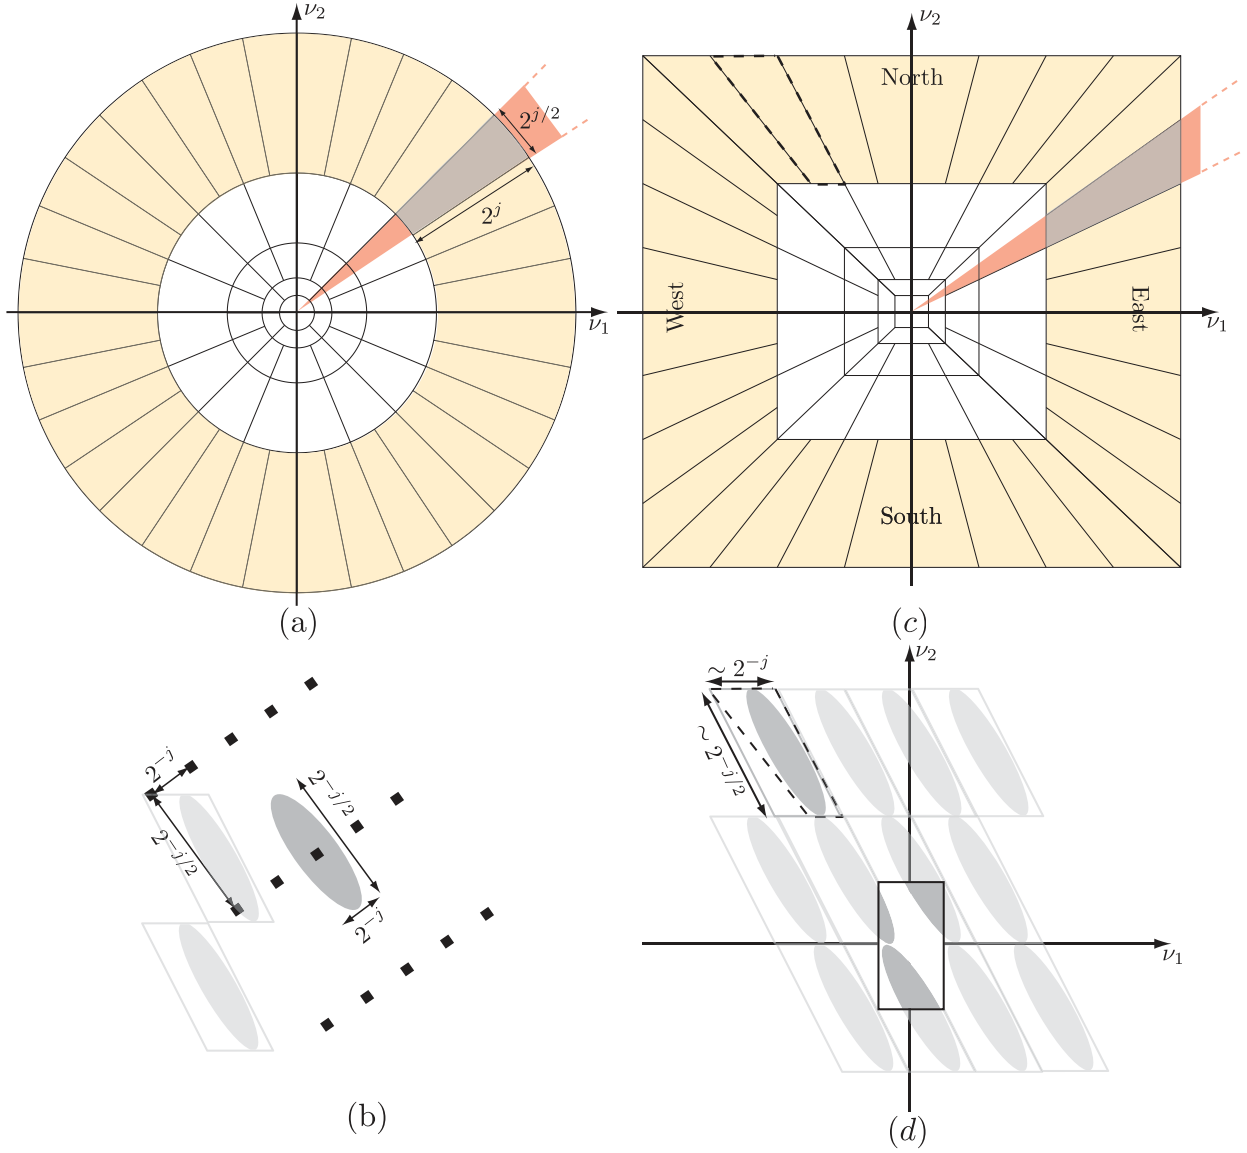 ν₂
2^{j/2}
2^j
ν₁
(a)
ν₂
North
West
East
ν₁
South
(c)
2^{-j}
2^{-j/2}
2^{-j/2}
2^{-j}
(b)
∼ 2^{-j}
ν₂
∼ 2^{-j/2}
ν₁
(d)